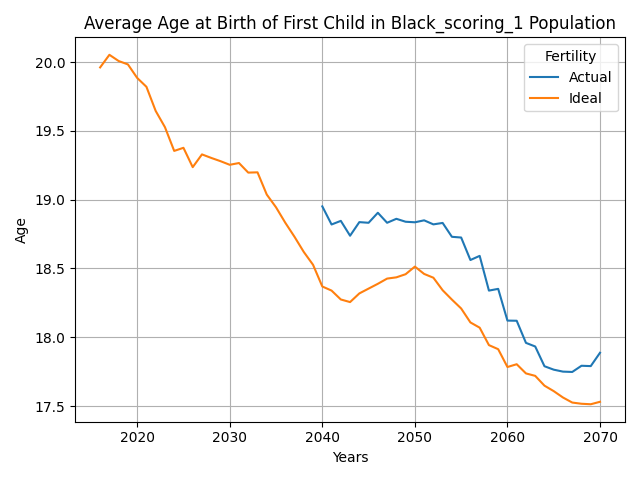 Average Age at Birth of First Child in Black_scoring_1 Population
Fertility
Actual
Ideal
Age
20.0
19.5
19.0
18.5
18.0
17.5
2020 2030 2040 2050 2060 2070
Years